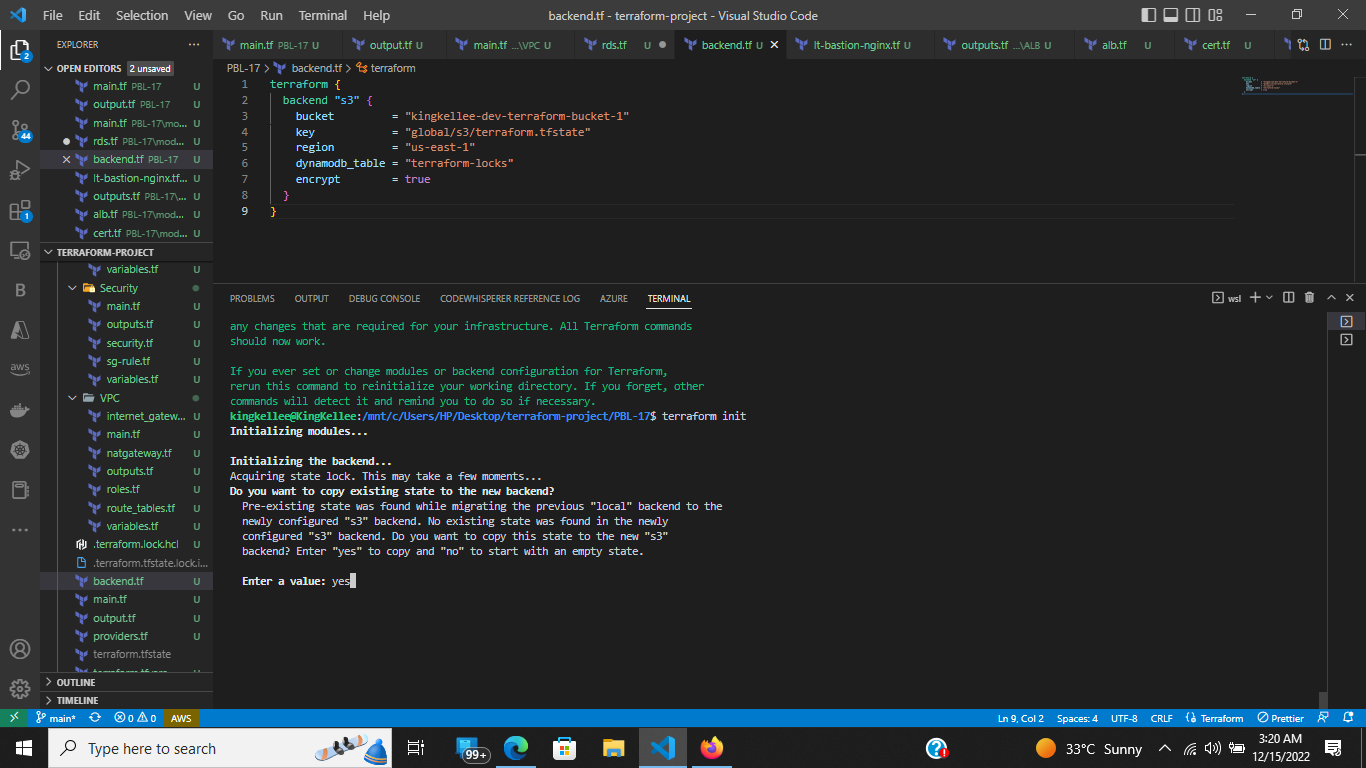 File Edit Selection View Go Run Terminal Help backend.tf - terraform-project - Visual Studio Code
EXPLORER
main.tf PBL-17 U output.tf U main.tf ...\VPC U rds.tf U backend.tf U lt-bastion-nginx.tf U outputs.tf ...\ALB U alb.tf U cert.tf U
OPEN EDITORS 2 unsaved
main.tf PBL-17 U
output.tf PBL-17 U
main.tf PBL-17\mo... U
rds.tf PBL-17\mod... U
backend.tf PBL-17 U
lt-bastion-nginx.tf... U
outputs.tf PBL-17\... U
alb.tf PBL-17\mod... U
cert.tf PBL-17\mod... U
TERRAFORM-PROJECT
variables.tf U
Security
main.tf U
outputs.tf U
security.tf U
sg-rule.tf U
variables.tf U
VPC
internet_gatew... U
main.tf U
natgateway.tf U
outputs.tf U
roles.tf U
route_tables.tf U
variables.tf U
.terraform.lock.hcl U
.terraform.tfstate.lock.i...
backend.tf U
main.tf U
output.tf U
providers.tf U
terraform.tfstate
OUTLINE
TIMELINE
2
44
1
B
aws
PBL-17 > backend.tf > terraform
1 terraform {
2 backend "s3" {
3 bucket = "kingkellee-dev-terraform-bucket-1"
4 key = "global/s3/terraform.tfstate"
5 region = "us-east-1"
6 dynamodb_table = "terraform-locks"
7 encrypt = true
8 }
9 }
PROBLEMS OUTPUT DEBUG CONSOLE CODEWHISPERER REFERENCE LOG AZURE TERMINAL wsl
any changes that are required for your infrastructure. All Terraform commands
should now work.
If you ever set or change modules or backend configuration for Terraform,
rerun this command to reinitialize your working directory. If you forget, other
commands will detect it and remind you to do so if necessary.
kingkellee@KingKellee:/mnt/c/Users/HP/Desktop/terraform-project/PBL-17$ terraform init
Initializing modules...
Initializing the backend...
Acquiring state lock. This may take a few moments...
Do you want to copy existing state to the new backend?
Pre-existing state was found while migrating the previous "local" backend to the
newly configured "s3" backend. No existing state was found in the newly
configured "s3" backend. Do you want to copy this state to the new "s3"
backend? Enter "yes" to copy and "no" to start with an empty state.
Enter a value: yes
main* 0 0 AWS Ln 9, Col 2 Spaces: 4 UTF-8 CRLF Terraform Prettier
Type here to search 99+ 33°C Sunny 3:20 AM
12/15/2022